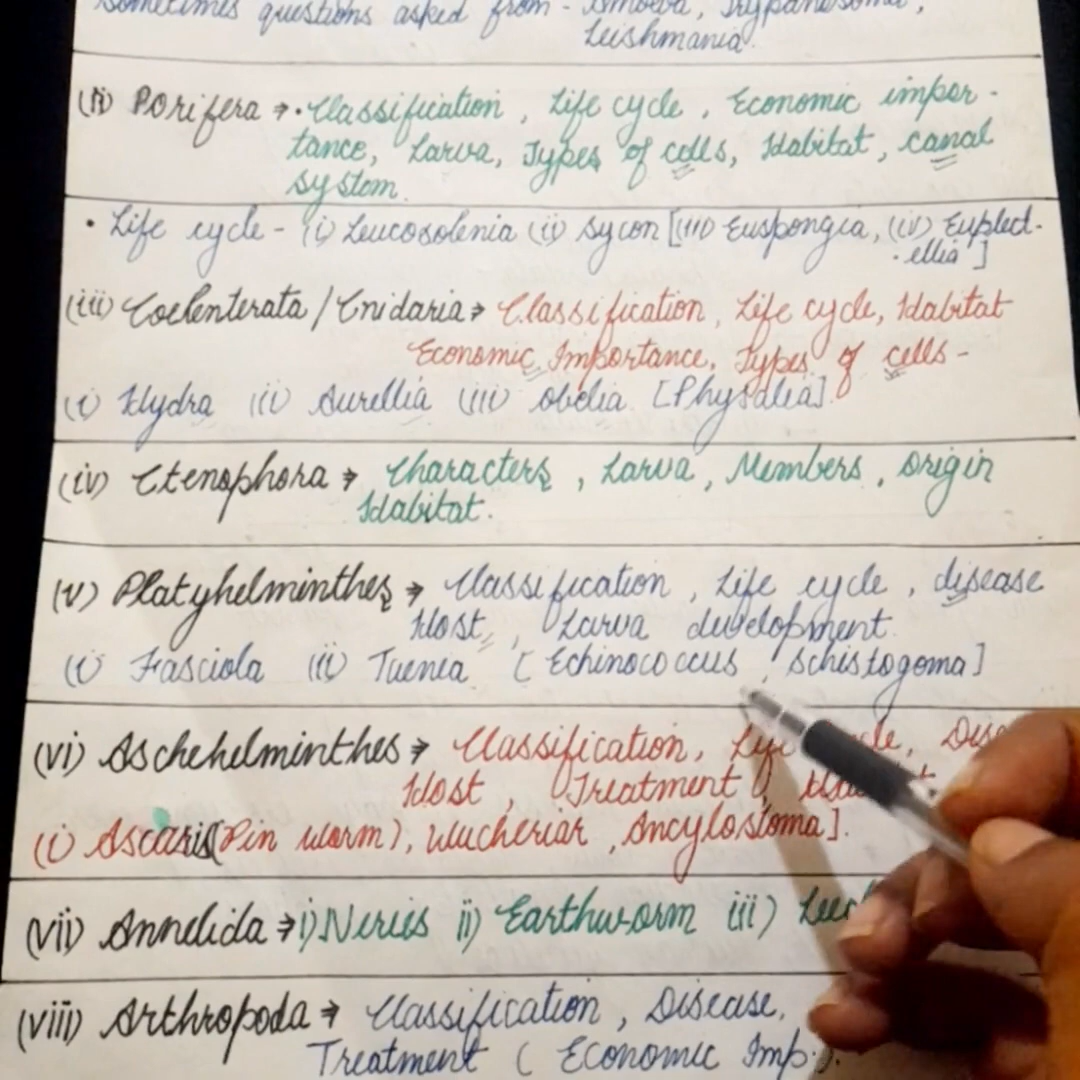 Sometimes questions asked from - Amoeba, Trypanosoma,
Leishmania.
(ii) Porifera → • Classification, Life cycle, Economic impor-
tance, Larva, Types of cells, Habitat, canal
system.
• Life cycle - (i) Leucosolenia (ii) Sycon [(iii) Euspongia, (iv) Euplect-
ellia]
(iii) Coelenterata / Cnidaria → Classification, Life cycle, Habitat
Economic Importance, Types of cells -
(i) Hydra (ii) Aurellia (iii) Obelia. [Physalia].
(iv) Ctenophora → Characters, Larva, Members, Origin
Habitat.
(v) Platyhelminthes → Classification, Life cycle, disease
Host, Larva development.
(i) Fasciola (ii) Taenia [Echinococcus, Schistogoma]
(vi) Aschehelminthes → Classification,
Host, Treatment,
(i) Ascaris (Pin worm), Wucheriar, Ancylostoma].
(vii) Annelida → i) Neries ii) Earthworm iii)
(viii) Arthropoda → Classification, Disease,
Treatment ( Economic Imp.).